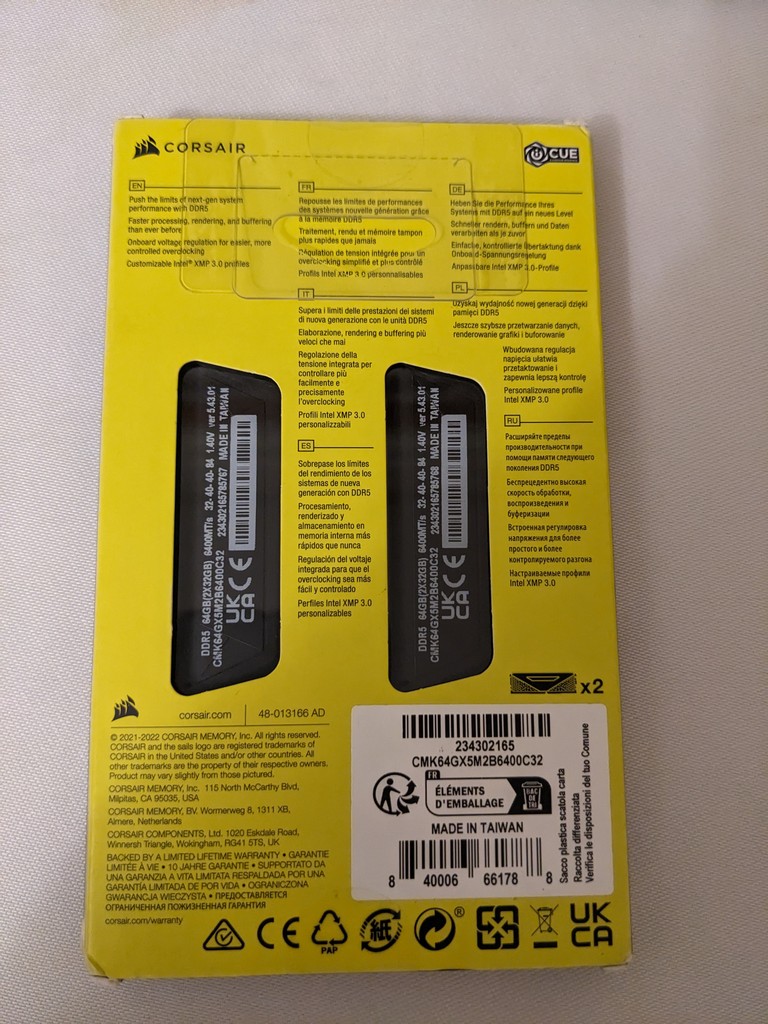 CORSAIR
iCUE
EN
Push the limits of next-gen system
performance with DDR5
Faster processing, rendering, and buffering
than ever before
Onboard voltage regulation for easier, more
controlled overclocking
Customizable Intel® XMP 3.0 profiles
FR
Repousse les limites de performances
des systèmes nouvelle génération grâce
à la mémoire DDR5
Traitement, rendu et mémoire tampon
plus rapides que jamais
Régulation de tension intégrée pour un
overclocking simplifié et plus contrôlé
Profils Intel XMP 3.0 personnalisables
DE
Heben Sie die Performance Ihres
Systems mit DDR5 auf ein neues Level
Schneller rendern, buffern und Daten
verarbeiten als je zuvor
Einfache, kontrollierte Übertaktung dank
Onboard-Spannungsregelung
Anpassbare Intel XMP 3.0-Profile
IT
Supera i limiti delle prestazioni dei sistemi
di nuova generazione con le unità DDR5
Elaborazione, rendering e buffering più
veloci che mai
Regolazione della
tensione integrata per
controllare più
facilmente e
precisamente
l'overclocking
Profili Intel XMP 3.0
personalizzabili
PL
Uzyskaj wydajność nowej generacji dzięki
pamięci DDR5
Jeszcze szybsze przetwarzanie danych,
renderowanie grafiki i buforowanie
Wbudowana regulacja
napięcia ułatwia
przetaktowanie i
zapewnia lepszą kontrolę
Personalizowane profile
Intel XMP 3.0
ES
Sobrepase los límites
del rendimiento de los
sistemas de nueva
generación con DDR5
Procesamiento,
renderizado y
almacenamiento en
memoria interna más
rápidos que nunca
Regulación del voltaje
integrada para que el
overclocking sea más
fácil y controlado
Perfiles Intel XMP 3.0
personalizables
RU
Расширяйте пределы
производительности при
помощи памяти следующего
поколения DDR5
Беспрецедентно высокая
скорость обработки,
воспроизведения и
буферизации
Встроенная регулировка
напряжения для более
простого и более
контролируемого разгона
Настраиваемые профили
Intel XMP 3.0
DDR5 64GB(2X32GB) 6400MT/s 32-40-40-84 1.40V ver 5.43.01
CMK64GX5M2B6400C32 234302165785767 MADE IN TAIWAN
UK
CA CE
DDR5 64GB(2X32GB) 6400MT/s 32-40-40-84 1.40V ver 5.43.01
CMK64GX5M2B6400C32 234302165785768 MADE IN TAIWAN
UK
CA CE
x2
corsair.com 48-013166 AD
© 2021-2022 CORSAIR MEMORY, Inc. All rights reserved.
CORSAIR and the sails logo are registered trademarks of
CORSAIR in the United States and/or other countries. All
other trademarks are the property of their respective owners.
Product may vary slightly from those pictured.
CORSAIR MEMORY, Inc. 115 North McCarthy Blvd,
Milpitas, CA 95035, USA
CORSAIR MEMORY, BV. Wormerweg 8, 1311 XB,
Almere, Netherlands
CORSAIR COMPONENTS, Ltd. 1020 Eskdale Road,
Winnersh Triangle, Wokingham, RG41 5TS, UK
BACKED BY A LIMITED LIFETIME WARRANTY • GARANTIE
LIMITÉE À VIE • 10 JAHRE GARANTIE • SUPPORTATO DA
UNA GARANZIA A VITA LIMITATA RESPALDADA POR UNA
GARANTÍA LIMITADA DE POR VIDA • OGRANICZONA
GWARANCJA WIECZYSTA • ПРЕДОСТАВЛЯЕТСЯ
ОГРАНИЧЕННАЯ ПОЖИЗНЕННАЯ ГАРАНТИЯ
corsair.com/warranty
234302165
CMK64GX5M2B6400C32
FR
ÉLÉMENTS
D'EMBALLAGE
BAC
DE
TRI
MADE IN TAIWAN
8 40006 66178 8
Sacco plastica scatola carta
Raccolta differenziata
Verifica le disposizioni del tuo Comune
CE
PAP
紙
®
UK
CA